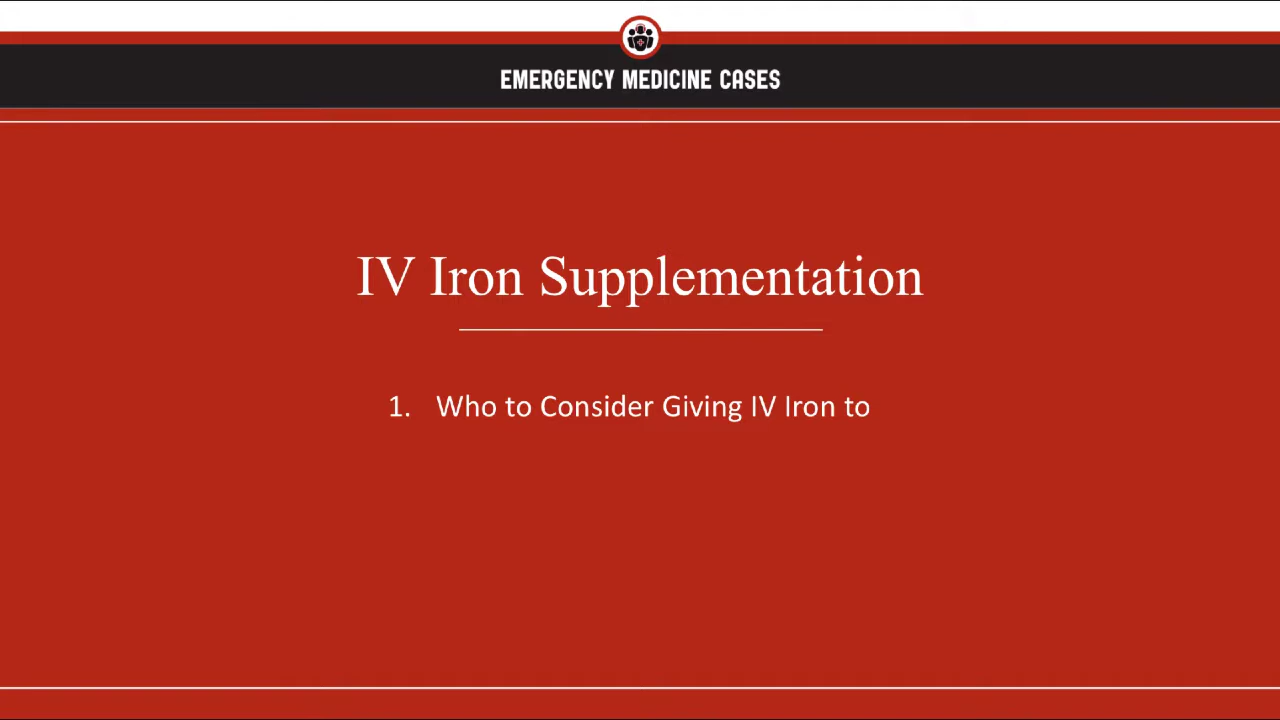 EMERGENCY MEDICINE CASES
IV Iron Supplementation
1. Who to Consider Giving IV Iron to